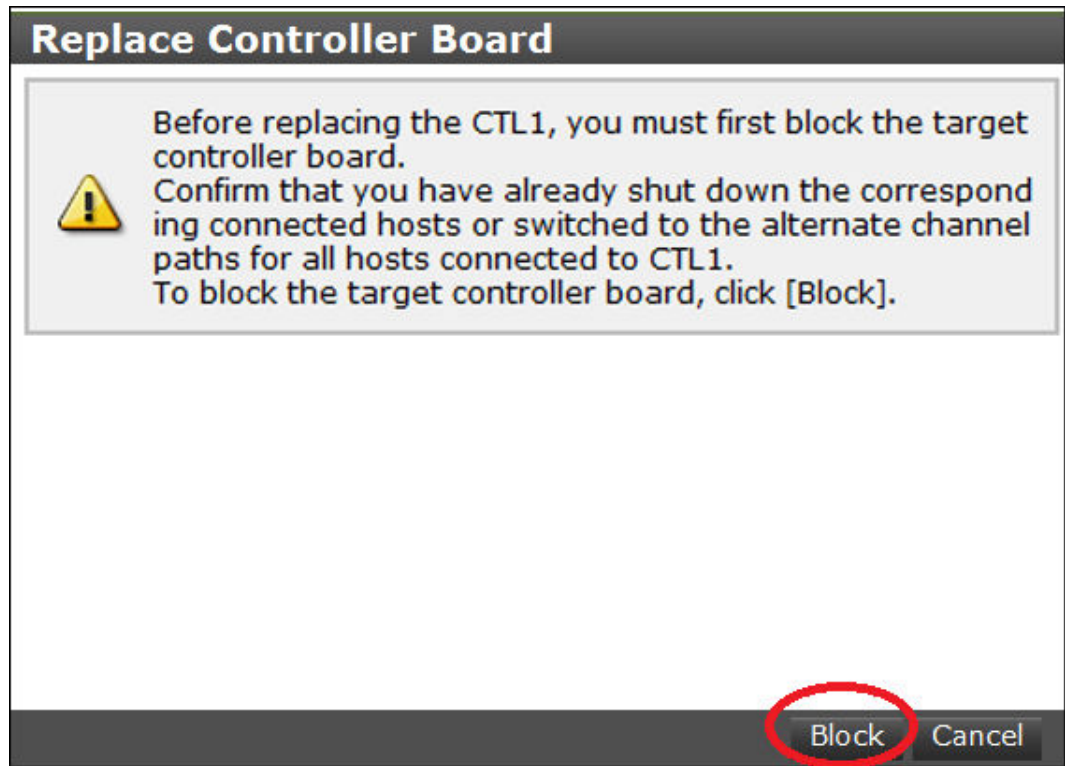 Replace Controller Board
Before replacing the CTL1, you must first block the target
controller board.
Confirm that you have already shut down the correspond
ing connected hosts or switched to the alternate channel
paths for all hosts connected to CTL1.
To block the target controller board, click [Block].
Block Cancel